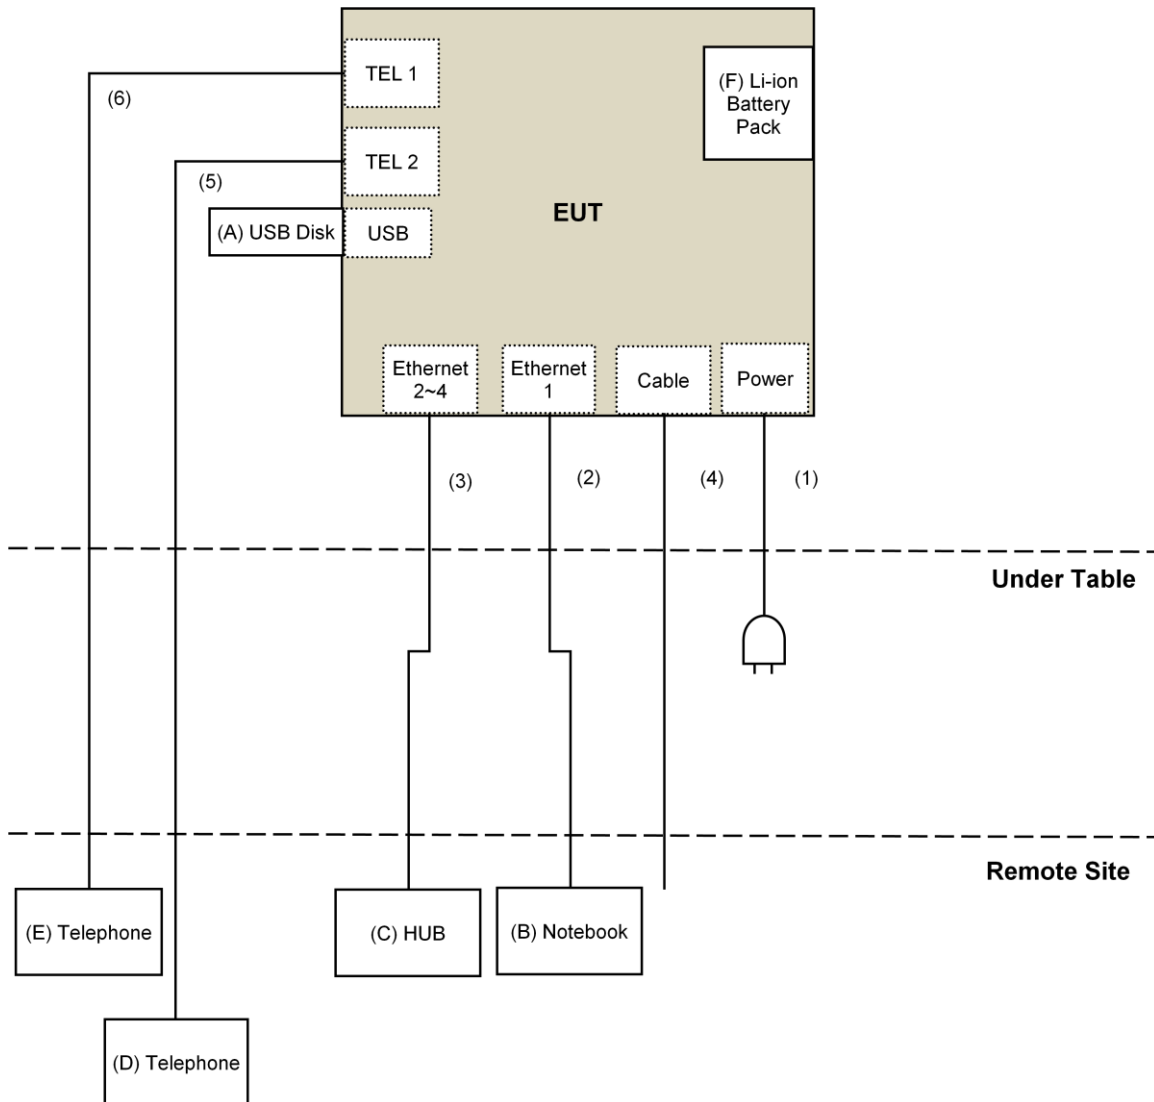 TEL 1
(F) Li-ion
Battery
Pack
(6)
TEL 2
(5)
EUT
(A) USB Disk
USB
Ethernet
2~4
Ethernet
1
Cable
Power
(3)
(2)
(4)
(1)
Under Table
Remote Site
(E) Telephone
(C) HUB
(B) Notebook
(D) Telephone